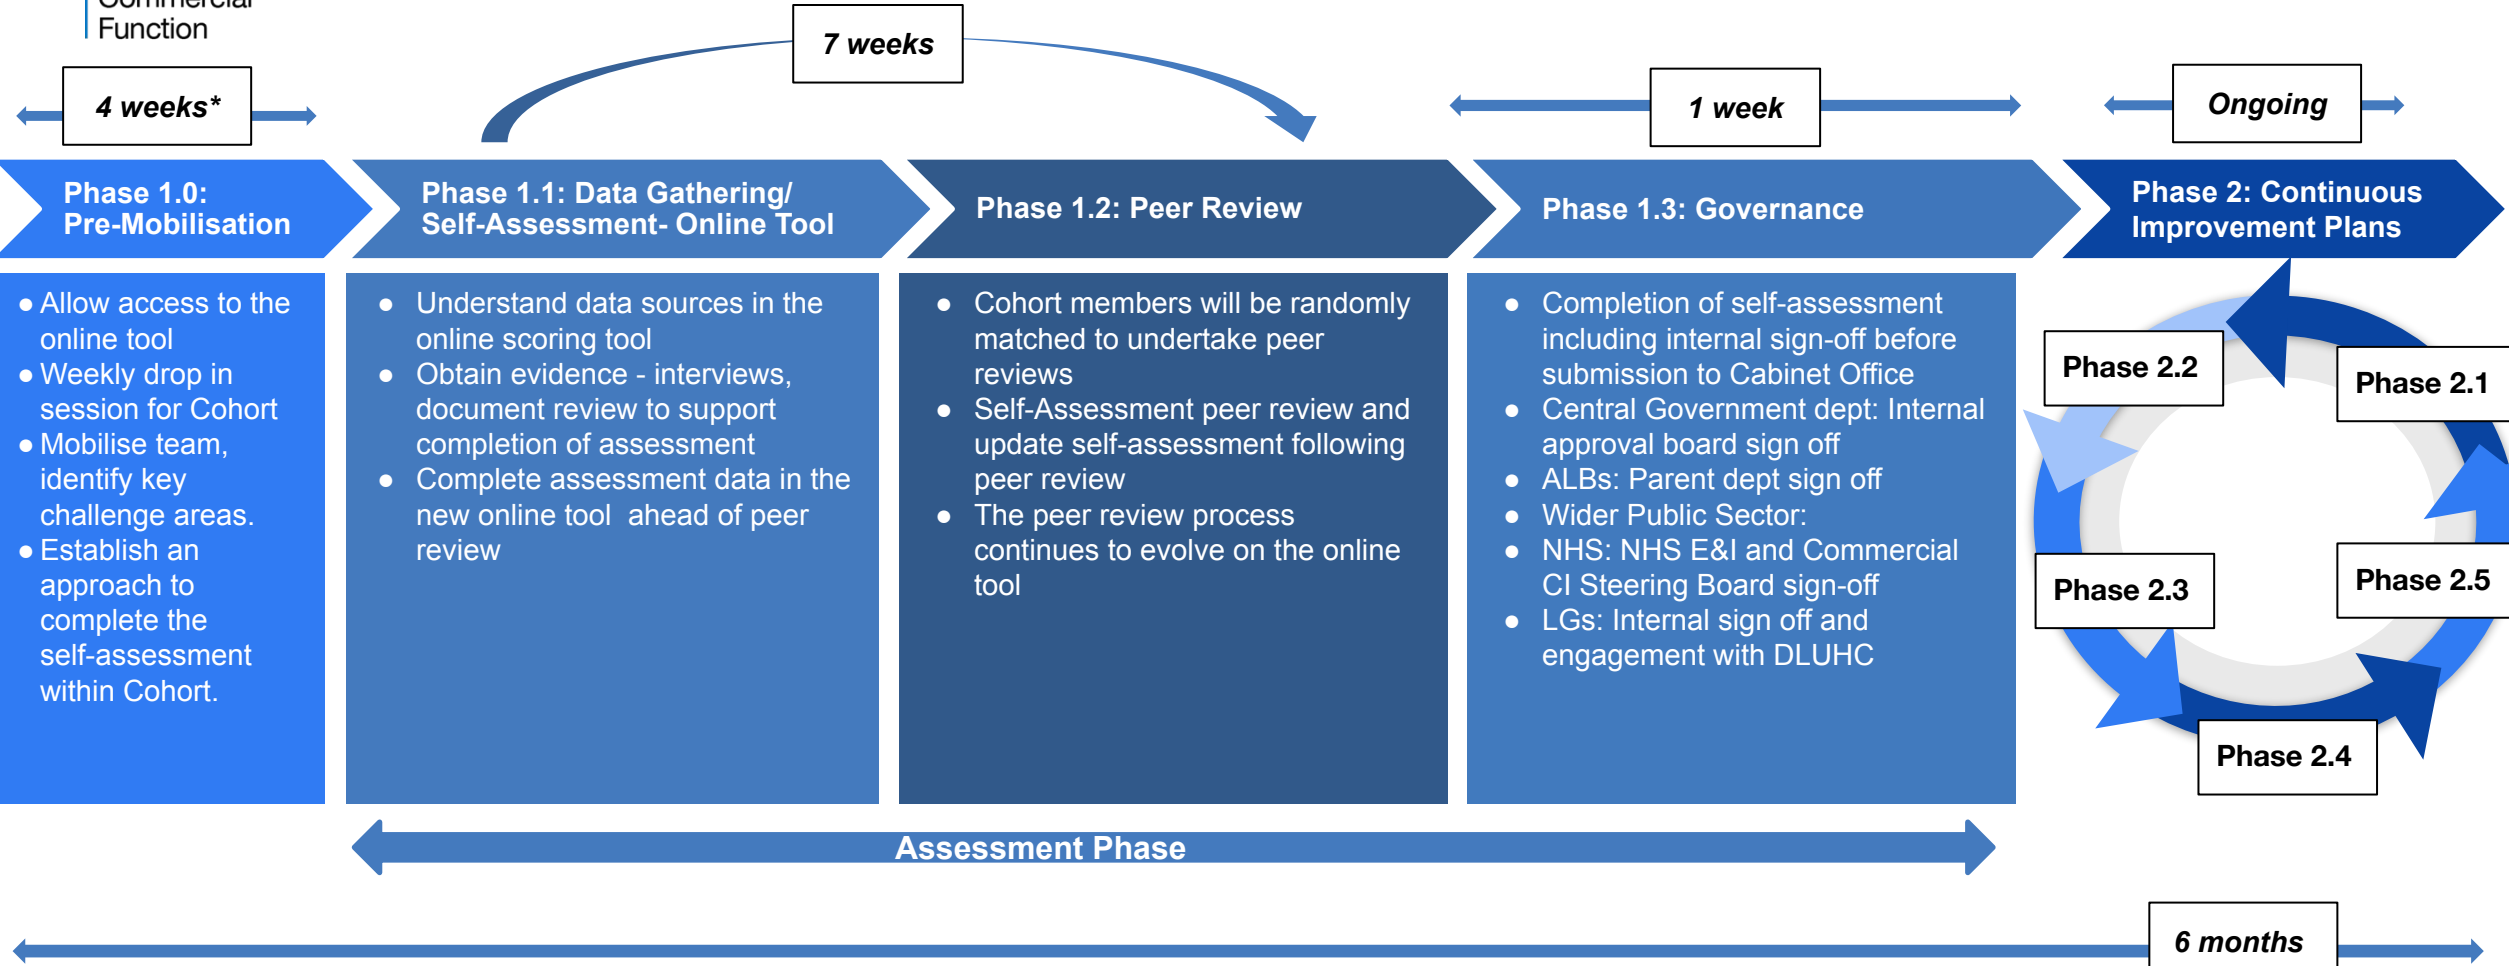 Commercial
Function
4 weeks*
7 weeks
1 week
Ongoing
Phase 1.0:
Pre-Mobilisation
Phase 1.1: Data Gathering/
Self-Assessment- Online Tool
Phase 1.2: Peer Review
Phase 1.3: Governance
Phase 2: Continuous
Improvement Plans
● Allow access to the
online tool
● Weekly drop in
session for Cohort
● Mobilise team,
identify key
challenge areas.
● Establish an
approach to
complete the
self-assessment
within Cohort.
● Understand data sources in the
online scoring tool
● Obtain evidence - interviews,
document review to support
completion of assessment
● Complete assessment data in the
new online tool ahead of peer
review
● Cohort members will be randomly
matched to undertake peer
reviews
● Self-Assessment peer review and
update self-assessment following
peer review
● The peer review process
continues to evolve on the online
tool
● Completion of self-assessment
including internal sign-off before
submission to Cabinet Office
● Central Government dept: Internal
approval board sign off
● ALBs: Parent dept sign off
● Wider Public Sector:
● NHS: NHS E&I and Commercial
CI Steering Board sign-off
● LGs: Internal sign off and
engagement with DLUHC
Phase 2.2
Phase 2.1
Phase 2.3
Phase 2.5
Phase 2.4
Assessment Phase
6 months